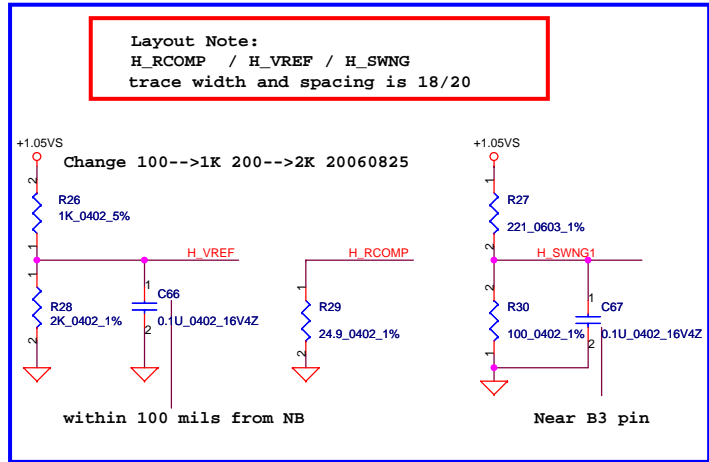 Layout Note:
H_RCOMP / H_VREF / H_SWNG
trace width and spacing is 18/20
+1.05VS
Change 100-->1K 200-->2K 20060825
2
R26
1K_0402_5%
1
H_VREF
1
R28
2K_0402_1%
2
1
C66
0.1U_0402_16V4Z
2
within 100 mils from NB
H_RCOMP
1
R29
24.9_0402_1%
2
+1.05VS
1
R27
221_0603_1%
2
H_SWNG1
2
R30
100_0402_1%
1
1
C67
0.1U_0402_16V4Z
2
Near B3 pin